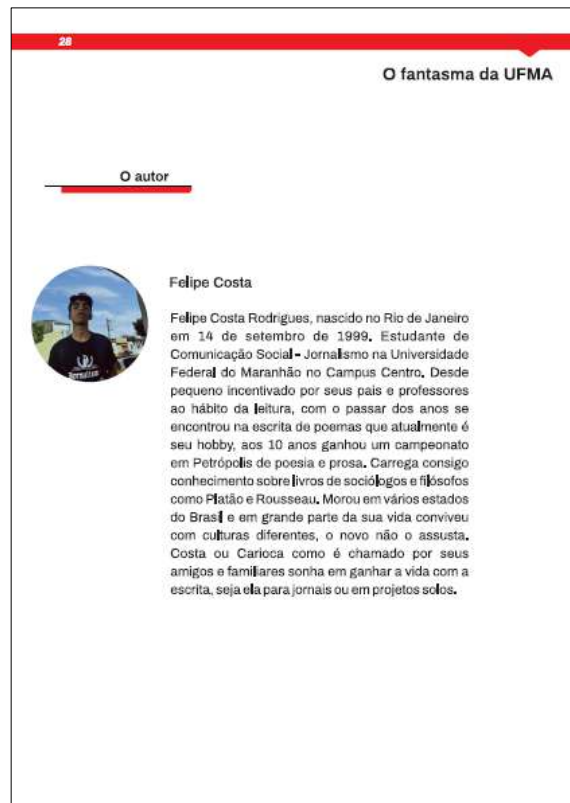 28
O fantasma da UFMA
O autor
Felipe Costa
Felipe Costa Rodrigues, nascido no Rio de Janeiro
em 14 de setembro de 1999. Estudante de
Comunicação Social - Jornalismo na Universidade
Federal do Maranhão no Campus Centro. Desde
pequeno incentivado por seus pais e professores
ao hábito da leitura, com o passar dos anos se
encontrou na escrita de poemas que atualmente é
seu hobby, aos 10 anos ganhou um campeonato
em Petrópolis de poesia e prosa. Carrega consigo
conhecimento sobre livros de sociólogos e filósofos
como Platão e Rousseau. Morou em vários estados
do Brasil e em grande parte da sua vida conviveu
com culturas diferentes, o novo não o assusta.
Costa ou Carioca como é chamado por seus
amigos e familiares sonha em ganhar a vida com a
escrita, seja ela para jornais ou em projetos solos.